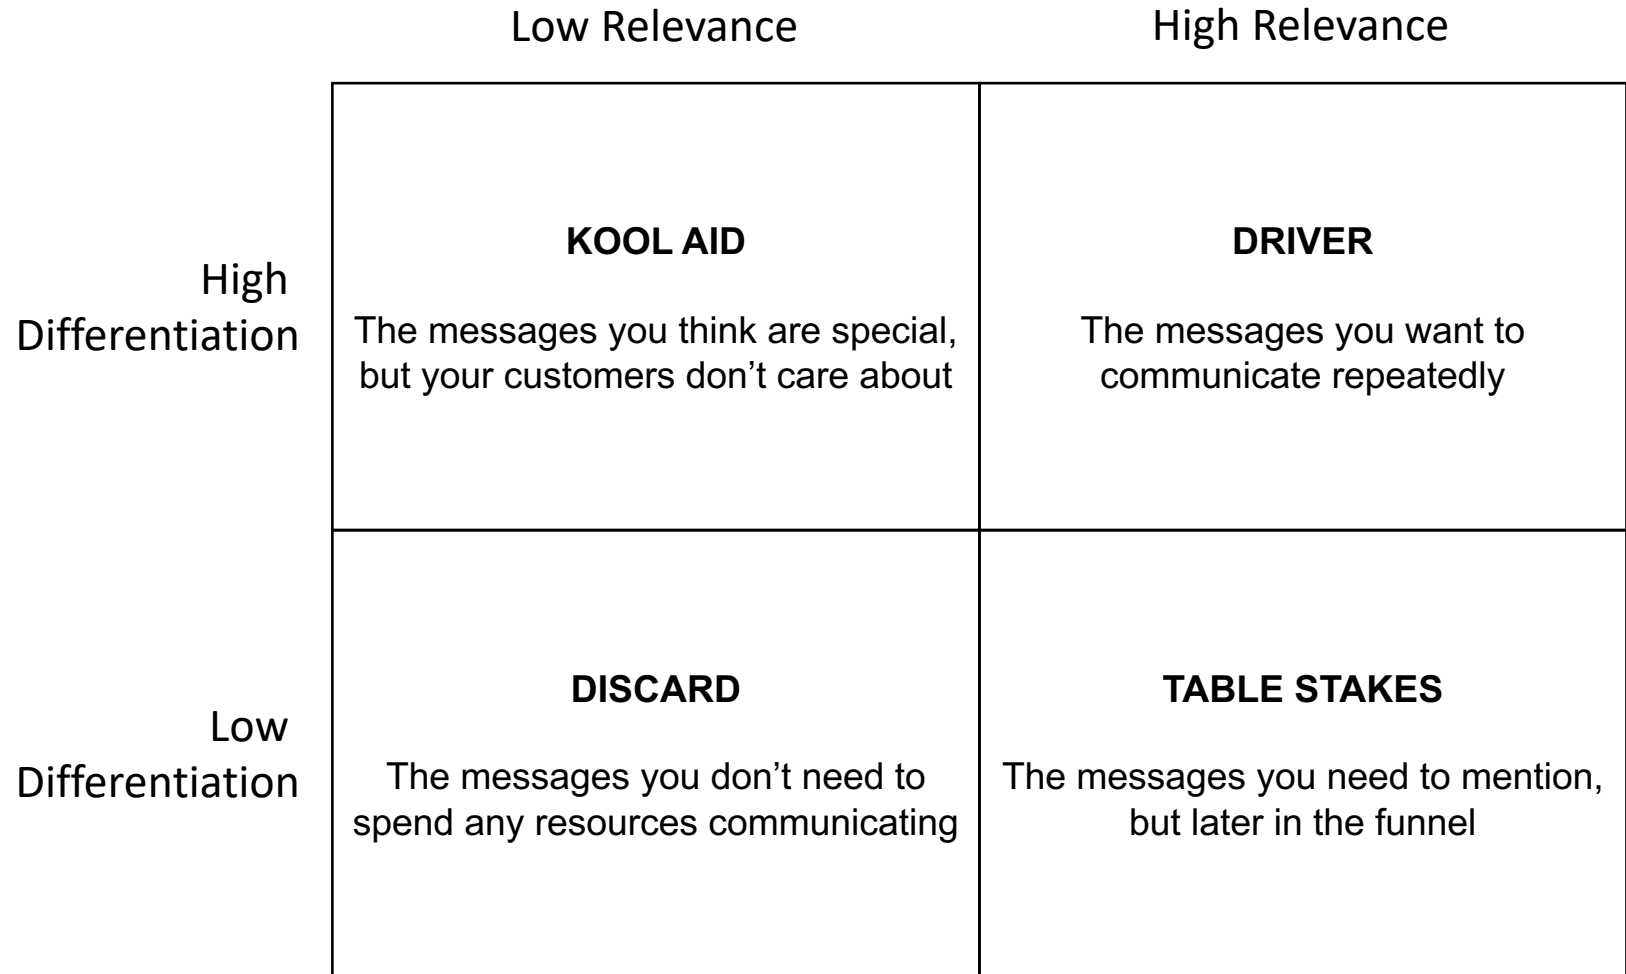 Low Relevance
High Relevance
High
Differentiation
KOOL AID
The messages you think are special,
but your customers don’t care about
DRIVER
The messages you want to
communicate repeatedly
Low
Differentiation
DISCARD
The messages you don’t need to
spend any resources communicating
TABLE STAKES
The messages you need to mention,
but later in the funnel